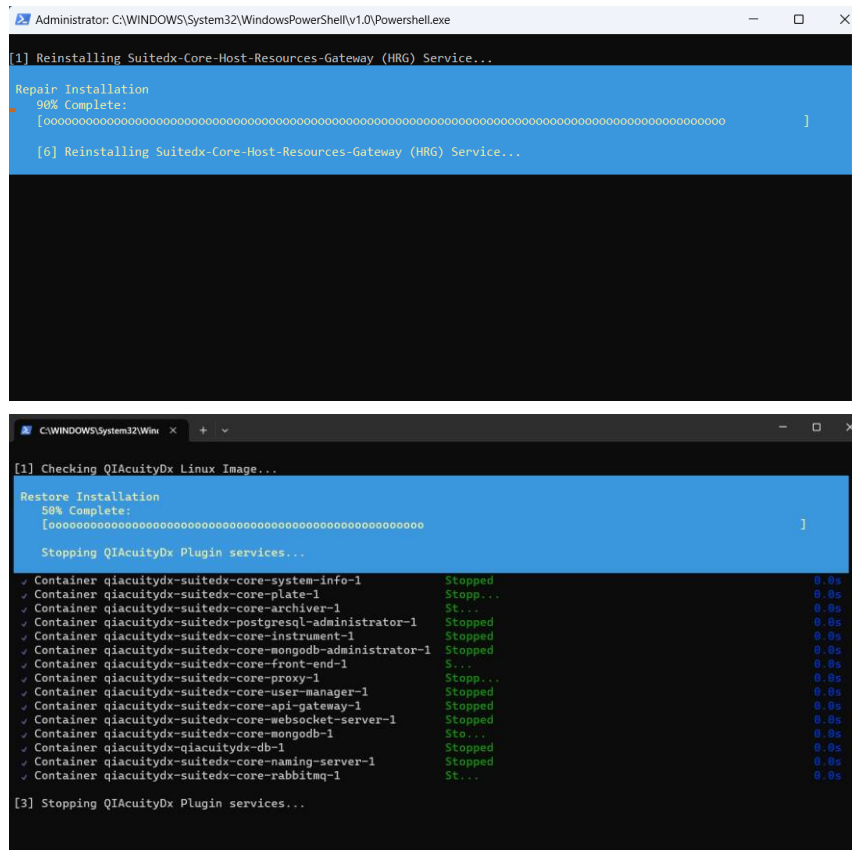 Administrator: C:\WINDOWS\System32\WindowsPowerShell\v1.0\Powershell.exe
[1] Reinstalling Suitedx-Core-Host-Resources-Gateway (HRG) Service...
Repair Installation
90% Complete:
[ooooooooooooooooooooooooooooooooooooooooooooooooooooooooooooooooooooooooooooooooooooooooooooooooo ]
[6] Reinstalling Suitedx-Core-Host-Resources-Gateway (HRG) Service...
C:\WINDOWS\System32\Wind
[1] Checking QIAcuityDx Linux Image...
Restore Installation
50% Complete:
[oooooooooooooooooooooooooooooooooooooooooooooooooooooo ]
Stopping QIAcuityDx Plugin services...
✓ Container qiacuitydx-suitedx-core-system-info-1 Stopped 0.0s
✓ Container qiacuitydx-suitedx-core-plate-1 Stopp... 0.0s
✓ Container qiacuitydx-suitedx-core-archiver-1 St... 0.0s
✓ Container qiacuitydx-suitedx-postgresql-administrator-1 Stopped 0.0s
✓ Container qiacuitydx-suitedx-core-instrument-1 Stopped 0.0s
✓ Container qiacuitydx-suitedx-core-mongodb-administrator-1 Stopped 0.0s
✓ Container qiacuitydx-suitedx-core-front-end-1 S... 0.0s
✓ Container qiacuitydx-suitedx-core-proxy-1 Stopp... 0.0s
✓ Container qiacuitydx-suitedx-core-user-manager-1 Stopped 0.0s
✓ Container qiacuitydx-suitedx-core-api-gateway-1 Stopped 0.0s
✓ Container qiacuitydx-suitedx-core-websocket-server-1 Stopped 0.0s
✓ Container qiacuitydx-suitedx-core-mongodb-1 Sto... 0.0s
✓ Container qiacuitydx-qiacuitydx-db-1 Stopped 0.0s
✓ Container qiacuitydx-suitedx-core-naming-server-1 Stopped 0.0s
✓ Container qiacuitydx-suitedx-core-rabbitmq-1 St... 0.0s
[3] Stopping QIAcuityDx Plugin services...